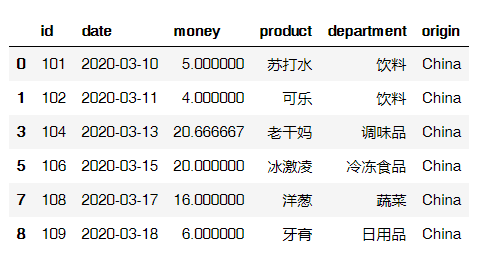 id date money product department origin
0 101 2020-03-10 5.000000 苏打水 饮料 China
1 102 2020-03-11 4.000000 可乐 饮料 China
3 104 2020-03-13 20.666667 老干妈 调味品 China
5 106 2020-03-15 20.000000 冰激凌 冷冻食品 China
7 108 2020-03-17 16.000000 洋葱 蔬菜 China
8 109 2020-03-18 6.000000 牙膏 日用品 China